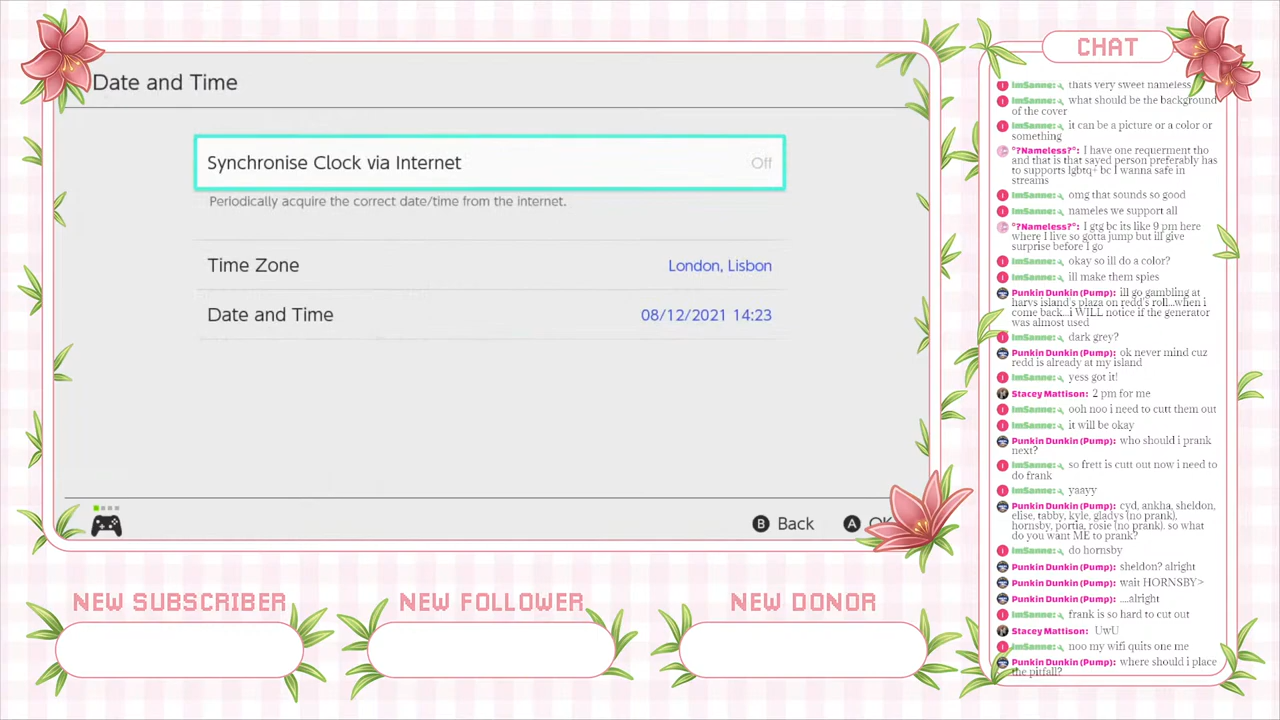 Date and Time
Synchronise Clock via Internet Off
Periodically acquire the correct date/time from the internet.
Time Zone London, Lisbon
Date and Time 08/12/2021 14:23
B Back A
NEW SUBSCRIBER
NEW FOLLOWER
NEW DONOR
CHAT
ImSanne: thats very sweet nameless
ImSanne: what should be the background
of the cover
ImSanne: it can be a picture or a color or
something
°?Nameless?°: I have one requerment tho
and that is that sayed person preferably has
to supports lgbtq+ bc I wanna safe in
streams
ImSanne: omg that sounds so good
ImSanne: nameles we support all
°?Nameless?°: I gtg bc its like 9 pm here
where I live so gotta jump but ill give
surprise before I go
ImSanne: okay so ill do a color?
ImSanne: ill make them spies
Punkin Dunkin (Pump): ill go gambling at
harvs island's plaza on redd's roll...when i
come back...i WILL notice if the generator
was almost used
ImSanne: dark grey?
Punkin Dunkin (Pump): ok never mind cuz
redd is already at my island
ImSanne: yess got it!
Stacey Mattison: 2 pm for me
ImSanne: ooh noo i need to cutt them out
ImSanne: it will be okay
Punkin Dunkin (Pump): who should i prank
next?
ImSanne: so frett is cutt out now i need to
do frank
ImSanne: yaayy
Punkin Dunkin (Pump): cyd, ankha, sheldon,
elise, tabby, kyle, gladys (no prank),
hornsby, portia, rosie (no prank). so what
do you want ME to prank?
ImSanne: do hornsby
Punkin Dunkin (Pump): sheldon? alright
Punkin Dunkin (Pump): wait HORNSBY>
Punkin Dunkin (Pump): ....alright
ImSanne: frank is so hard to cut out
Stacey Mattison: UwU
ImSanne: noo my wifi quits one me
Punkin Dunkin (Pump): where should i place
the pitfall?